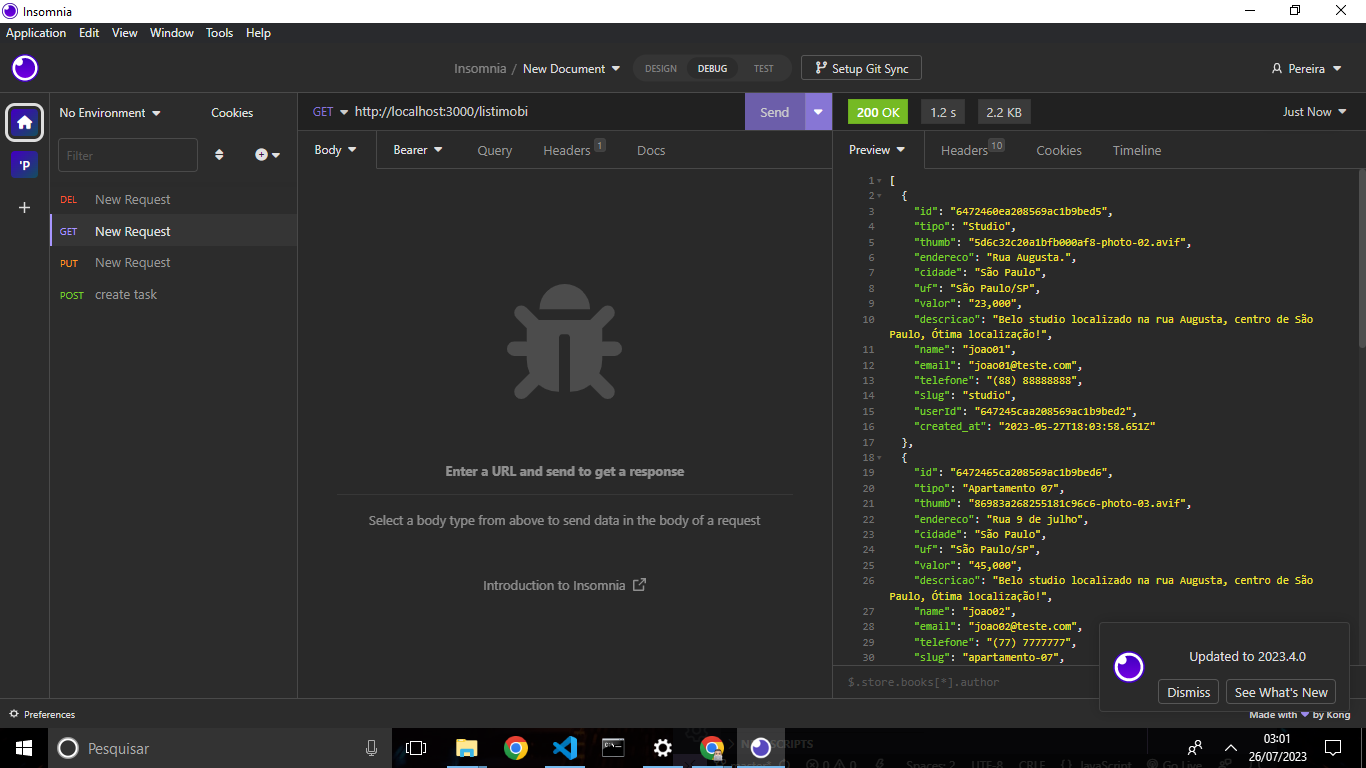 Insomnia
Application Edit View Window Tools Help
Insomnia / New Document DESIGN DEBUG TEST Setup Git Sync Pereira
No Environment Cookies
GET http://localhost:3000/listimobi Send
200 OK 1.2 s 2.2 KB Just Now
Filter
Body Bearer Query Headers 1 Docs
Preview Headers 10 Cookies Timeline
'P
DEL New Request
GET New Request
PUT New Request
POST create task
Enter a URL and send to get a response
Select a body type from above to send data in the body of a request
Introduction to Insomnia
1 [
2 {
3 "id": "6472460ea208569ac1b9bed5",
4 "tipo": "Studio",
5 "thumb": "5d6c32c20a1bfb000af8-photo-02.avif",
6 "endereco": "Rua Augusta.",
7 "cidade": "São Paulo",
8 "uf": "São Paulo/SP",
9 "valor": "23,000",
10 "descricao": "Belo studio localizado na rua Augusta, centro de São
Paulo, Ótima localização!",
11 "name": "joao01",
12 "email": "joao01@teste.com",
13 "telefone": "(88) 88888888",
14 "slug": "studio",
15 "userId": "647245caa208569ac1b9bed2",
16 "created_at": "2023-05-27T18:03:58.651Z"
17 },
18 {
19 "id": "6472465ca208569ac1b9bed6",
20 "tipo": "Apartamento 07",
21 "thumb": "86983a268255181c96c6-photo-03.avif",
22 "endereco": "Rua 9 de julho",
23 "cidade": "São Paulo",
24 "uf": "São Paulo/SP",
25 "valor": "45,000",
26 "descricao": "Belo studio localizado na rua Augusta, centro de São
Paulo, Ótima localização!",
27 "name": "joao02",
28 "email": "joao02@teste.com",
29 "telefone": "(77) 7777777",
30 "slug": "apartamento-07",
$.store.books[*].author
Updated to 2023.4.0
Dismiss See What's New
Preferences
Made with by Kong
Pesquisar
SCRIPTS
Spaces: 2 UTF-8 CRLF {} JavaScript Go Live
03:01
26/07/2023